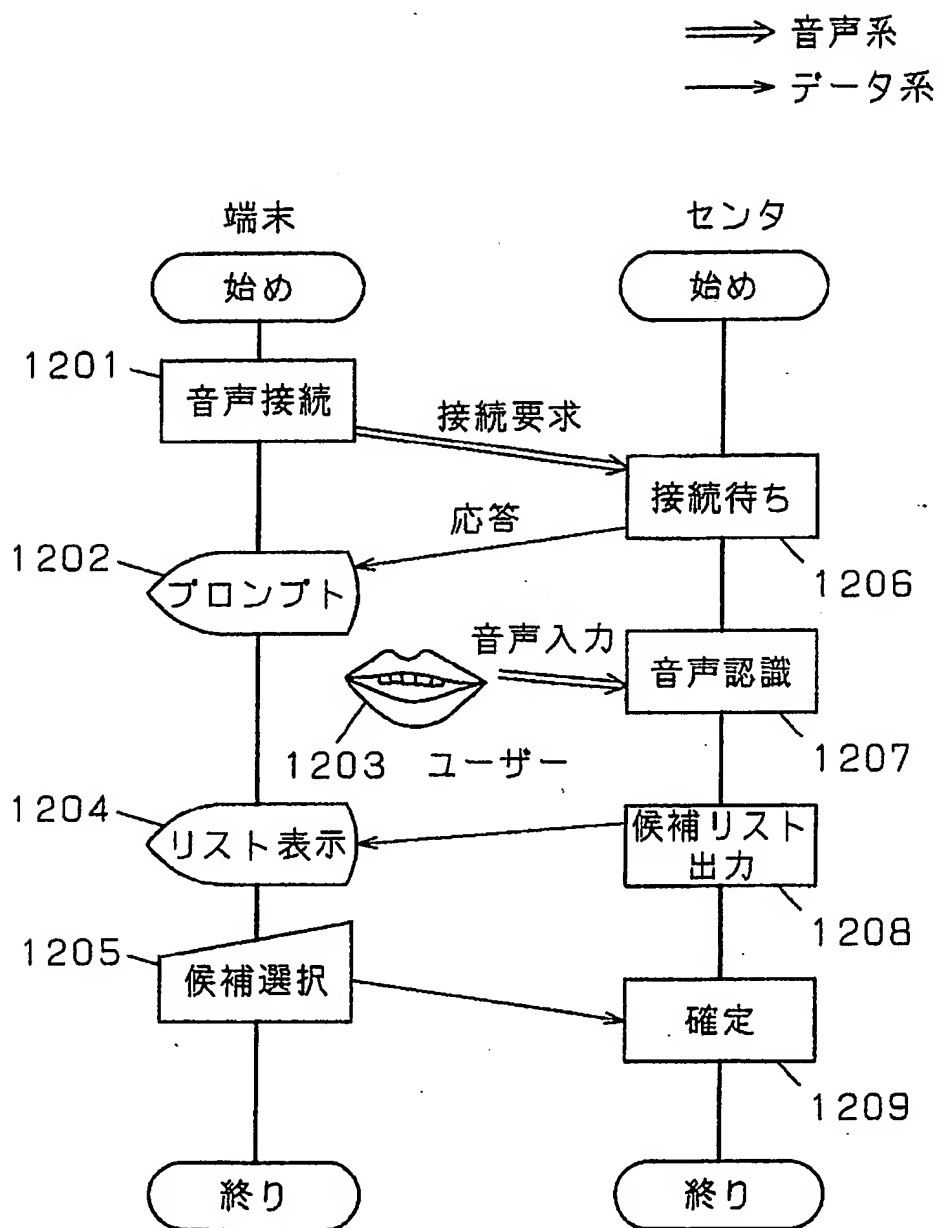 音声系
データ系
端末
センタ
始め
始め
1201
音声接続
接続要求
接続待ち
応答
1202
プロンプト
1206
音声入力
音声認識
1203 ユーザー
1207
1204
リスト表示
候補リスト
出力
1205
1208
候補選択
確定
1209
終り
終り